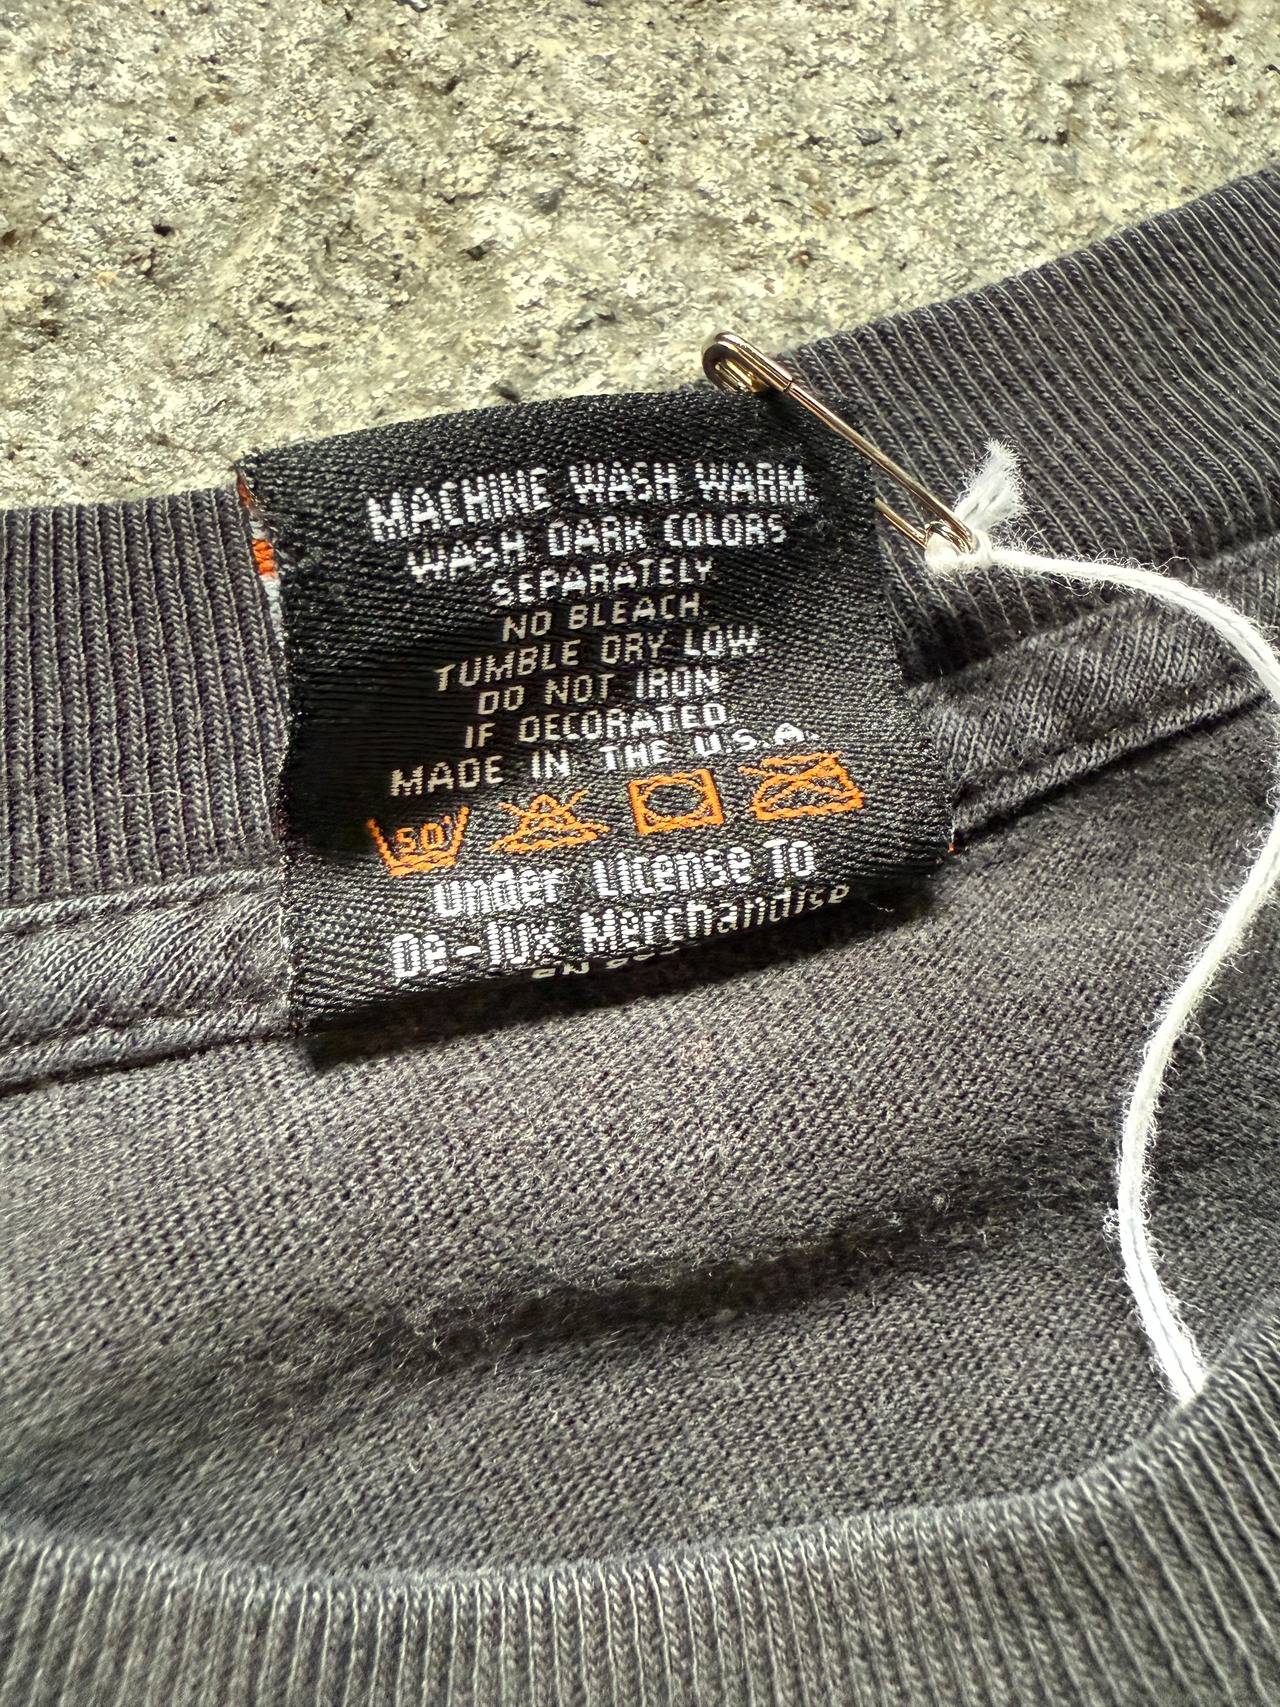 MACHINE WASH WARM
WASH DARK COLORS
SEPARATELY
NO BLEACH
TUMBLE DRY LOW
DO NOT IRON
IF DECORATED
MADE IN THE U.S.A.
50°
Under License To
De-lux Merchandise